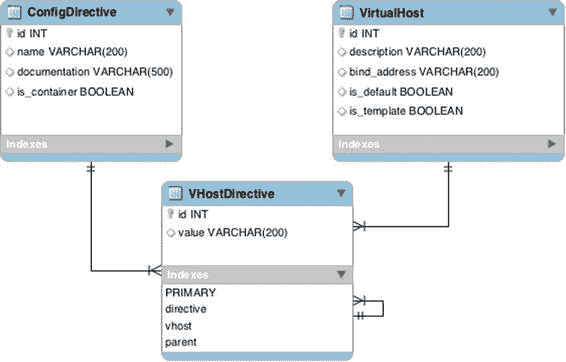 ConfigDirective
id INT
name VARCHAR(200)
documentation VARCHAR(500)
is_container BOOLEAN
Indexes
VirtualHost
id INT
description VARCHAR(200)
bind_address VARCHAR(200)
is_default BOOLEAN
is_template BOOLEAN
Indexes
VHostDirective
id INT
value VARCHAR(200)
Indexes
PRIMARY
directive
vhost
parent